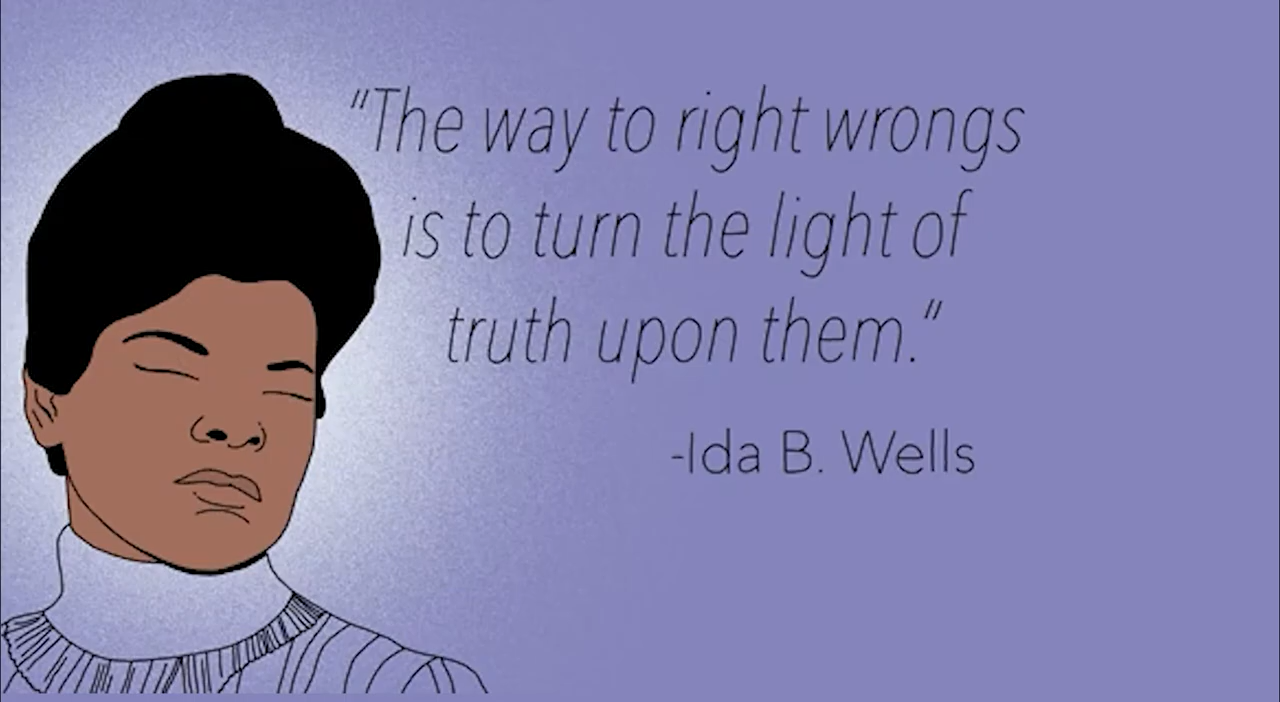 "The way to right wrongs
is to turn the light of
truth upon them."
-Ida B. Wells